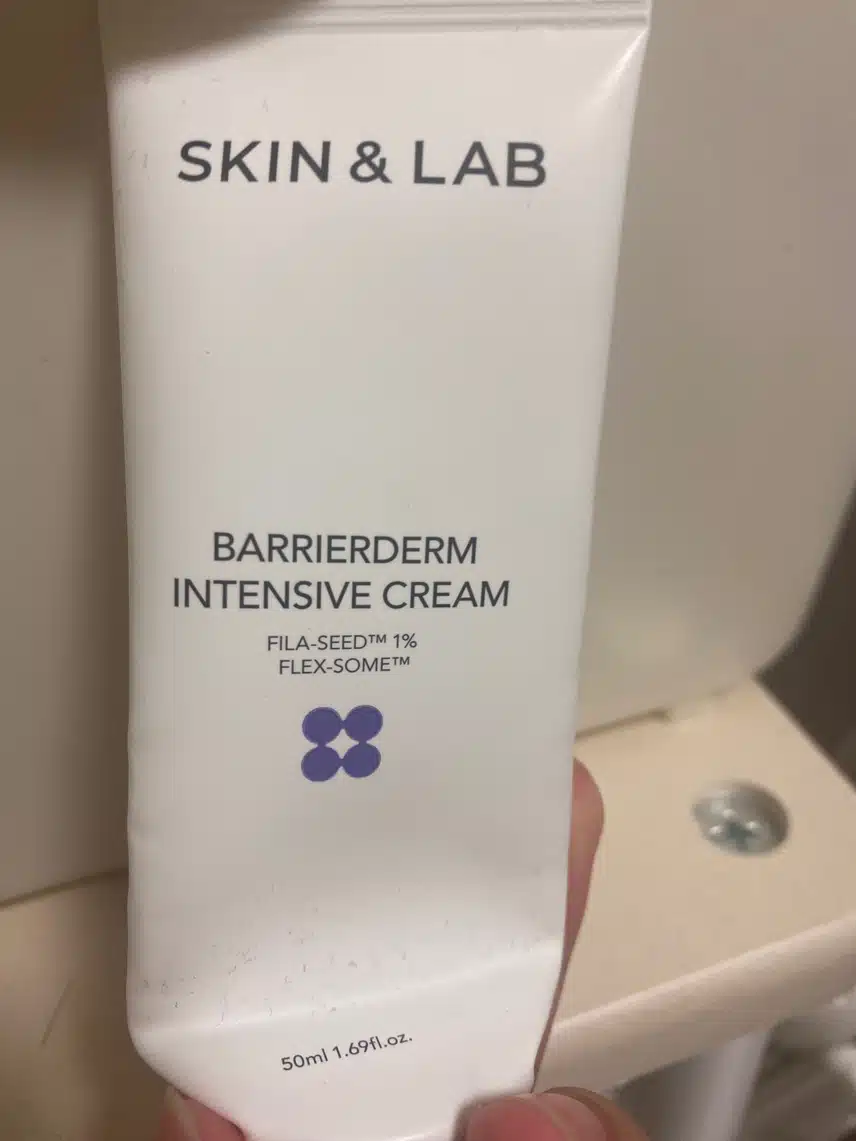 SKIN & LAB
BARRIERDERM
INTENSIVE CREAM
FILA-SEED™ 1%
FLEX-SOME™
50ml 1.69fl.oz.